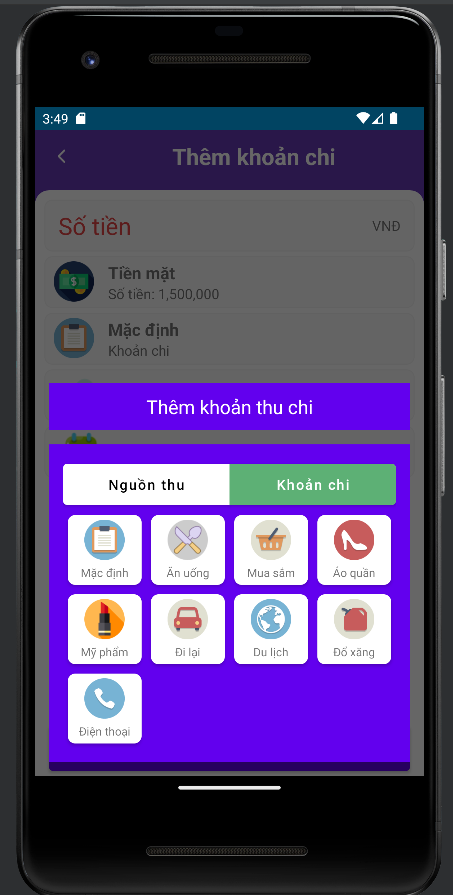 3:49
Thêm khoản chi
Số tiền VNĐ
Tiền mặt
Số tiền: 1,500,000
Mặc định
Khoản chi
Thêm khoản thu chi
Nguồn thu Khoản chi
Mặc định Ăn uống Mua sắm Áo quần
Mỹ phẩm Đi lại Du lịch Đổ xăng
Điện thoại